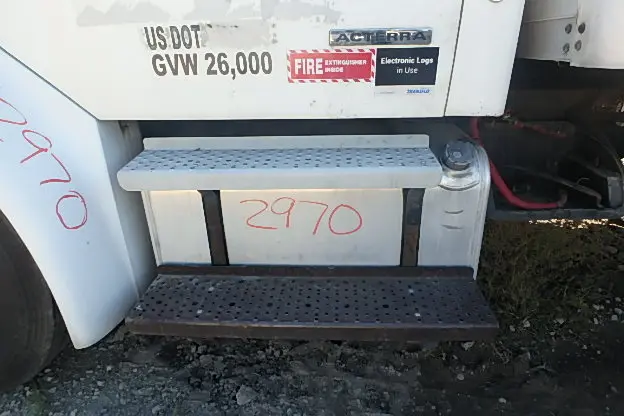 US DOT
GVW 26,000
ACTERRA
FIRE EXTINGUISHER INSIDE
Electronic Logs
in Use
2970
2970